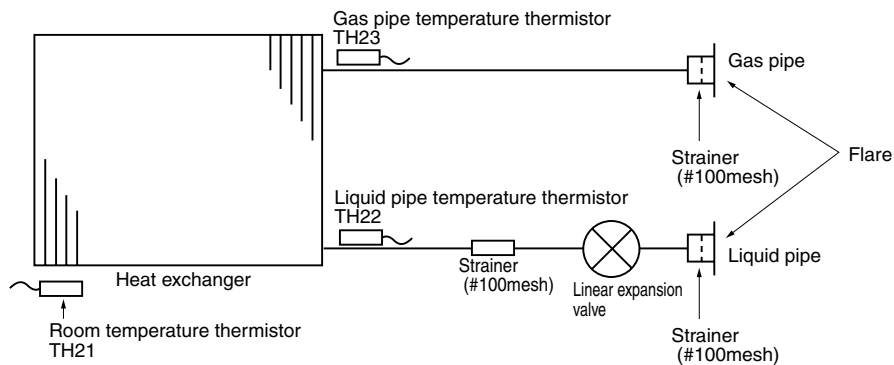 Gas pipe temperature thermistor
TH23
Gas pipe
Strainer
(#100mesh)
Flare
Liquid pipe temperature thermistor
TH22
Strainer
(#100mesh)
Linear expansion
valve
Liquid pipe
Heat exchanger
Room temperature thermistor
TH21
Strainer
(#100mesh)